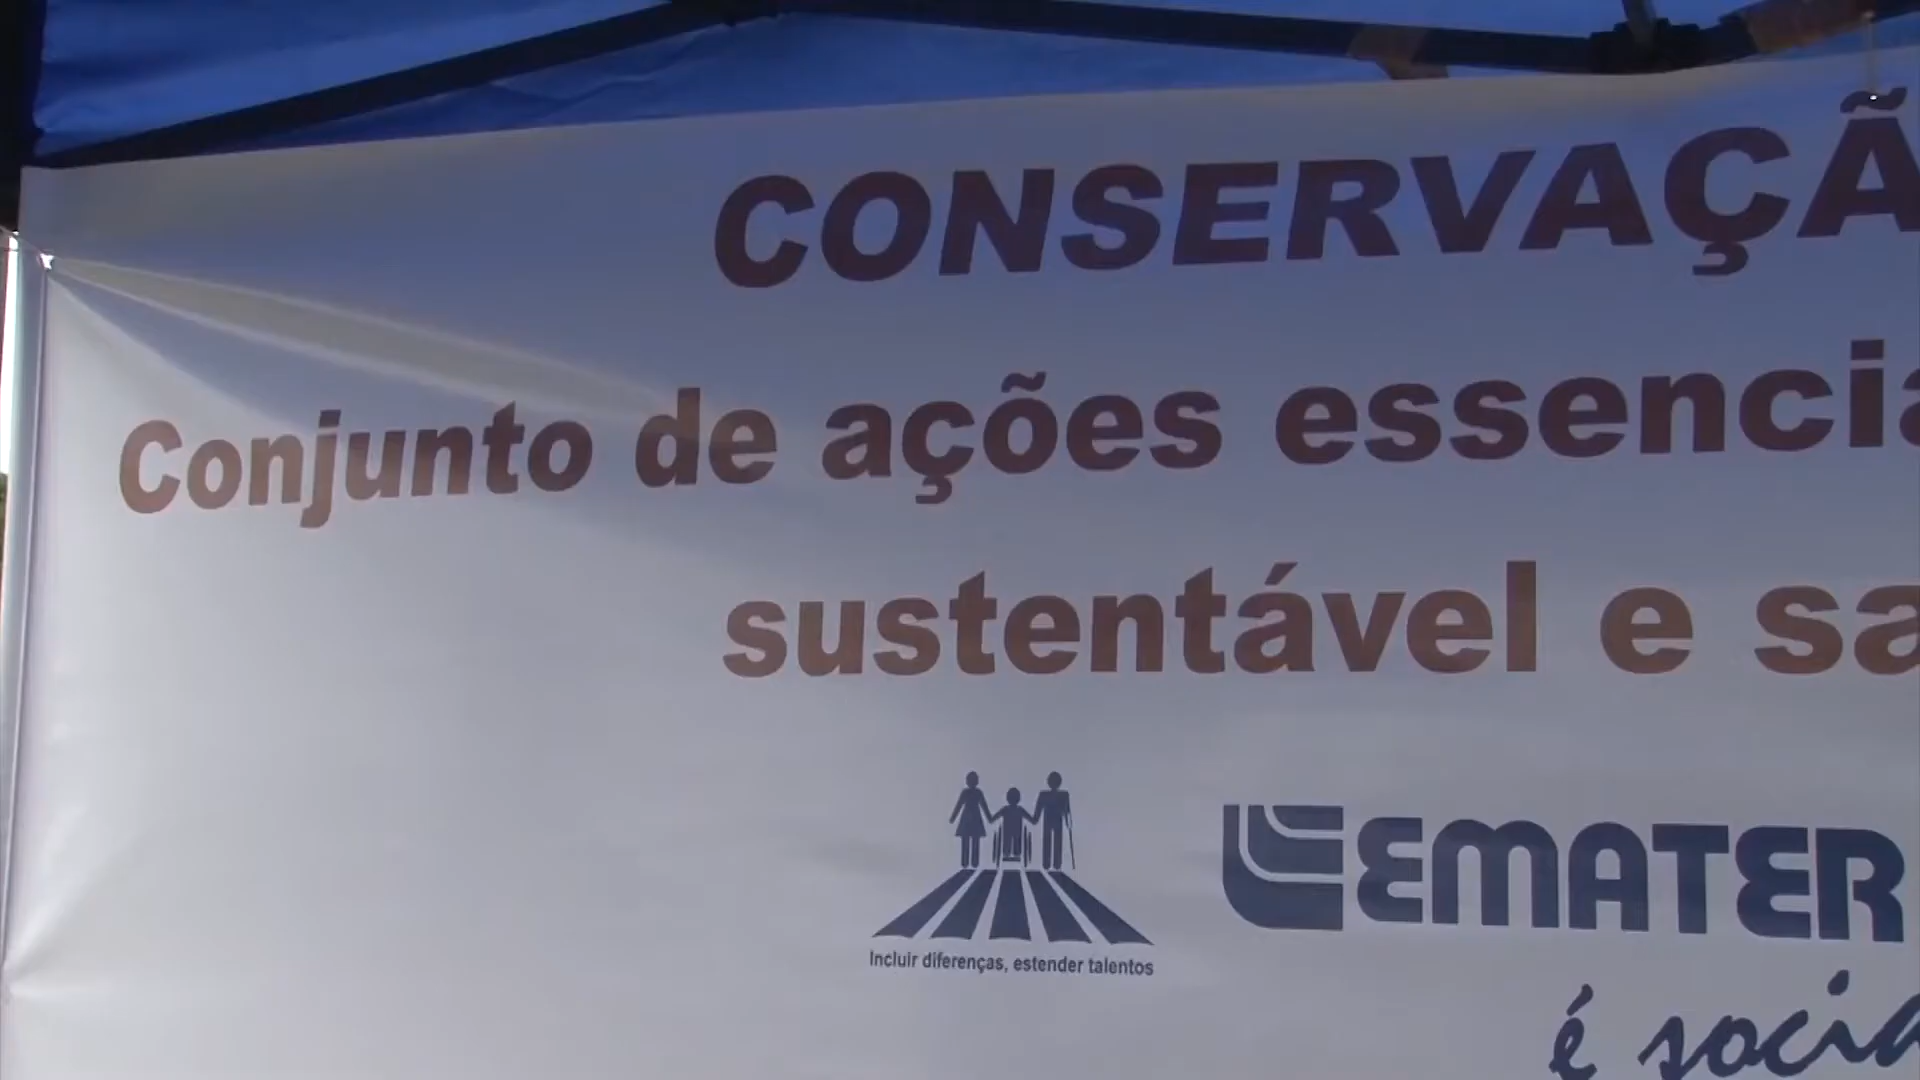 CONSERVAÇÃ
Conjunto de ações essencia
sustentável e sa
Incluir diferenças, estender talentos
EMATER
é socia